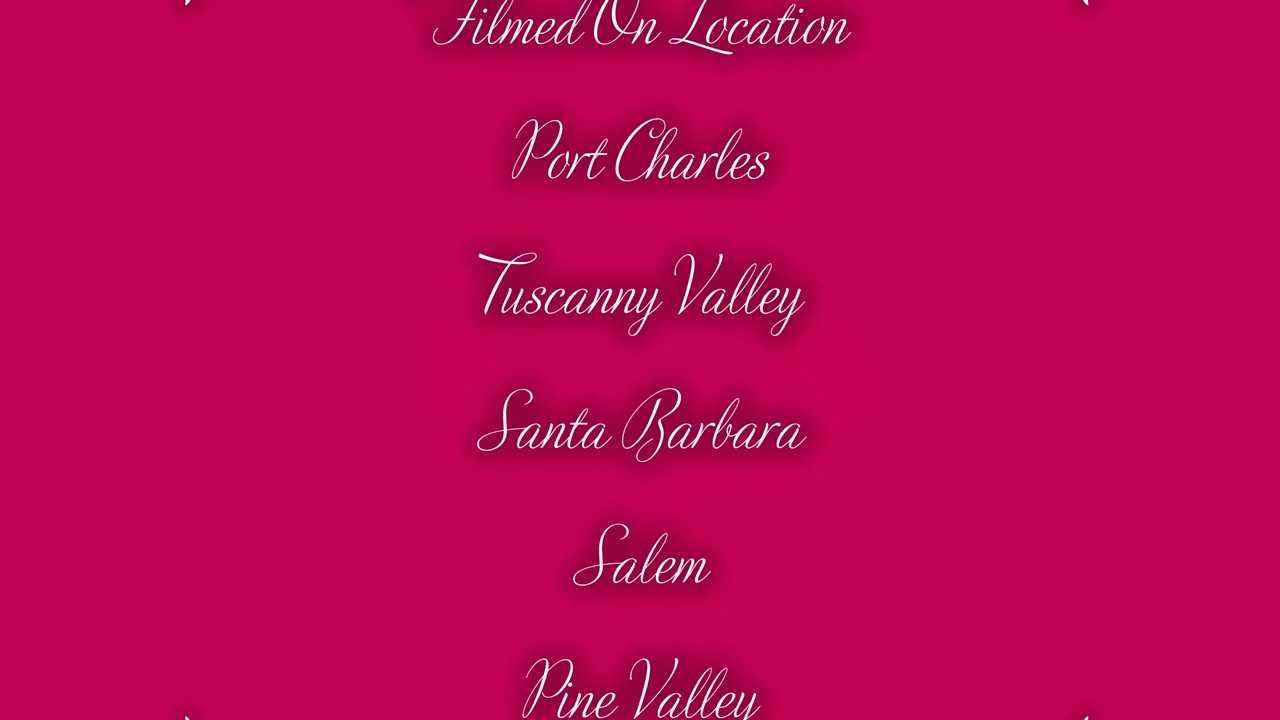 Filmed On Location
Port Charles
Tuscanny Valley
Santa Barbara
Salem
Pine Valley